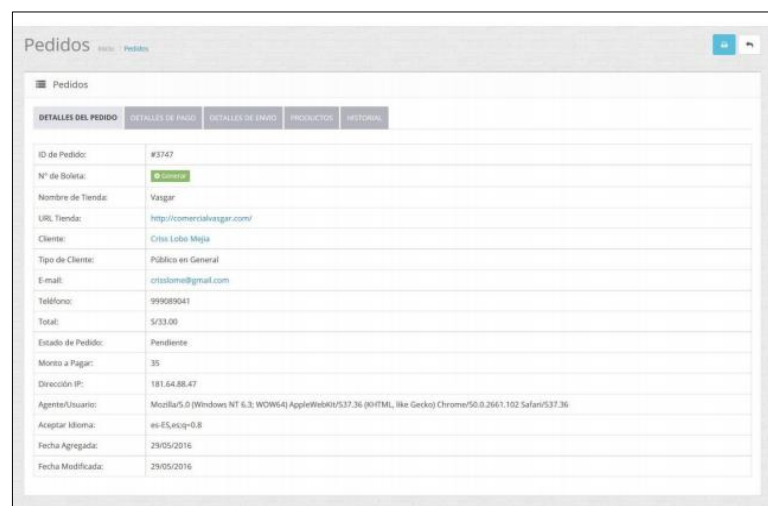 Pedidos Inicio / Pedidos
Pedidos
DETALLES DEL PEDIDO DETALLES DE PAGO DETALLES DE ENVIO PRODUCTOS HISTORIAL
ID de Pedido: #3747
N° de Boleta: Generar
Nombre de Tienda: Vasgar
URL Tienda: http://comercialvasgar.com/
Cliente: Criss Lobo Mejia
Tipo de Cliente: Público en General
E-mail: crisslome@gmail.com
Teléfono: 999089041
Total: S/33.00
Estado de Pedido: Pendiente
Monto a Pagar: 35
Dirección IP: 181.64.88.47
Agente/Usuario: Mozilla/5.0 (Windows NT 6.3; WOW64) AppleWebKit/537.36 (KHTML, like Gecko) Chrome/50.0.2661.102 Safari/537.36
Aceptar Idioma: es-ES,es;q=0.8
Fecha Agregada: 29/05/2016
Fecha Modificada: 29/05/2016